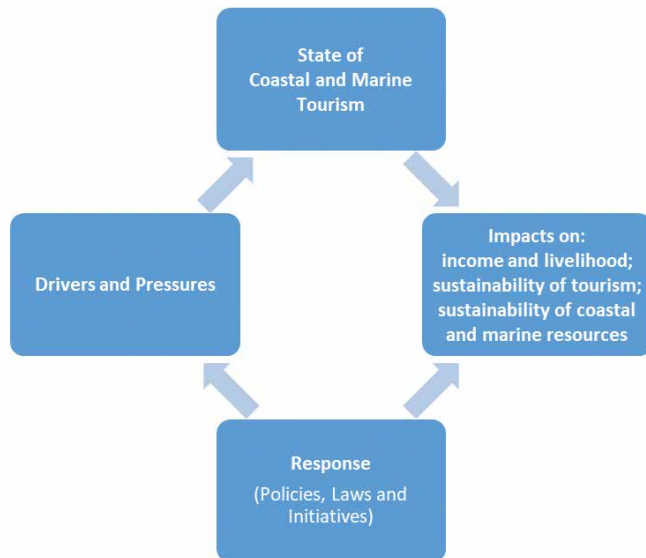 State of
Coastal and Marine
Tourism
Drivers and Pressures
Impacts on:
income and livelihood;
sustainability of tourism;
sustainability of coastal
and marine resources
Response
(Policies, Laws and
Initiatives)